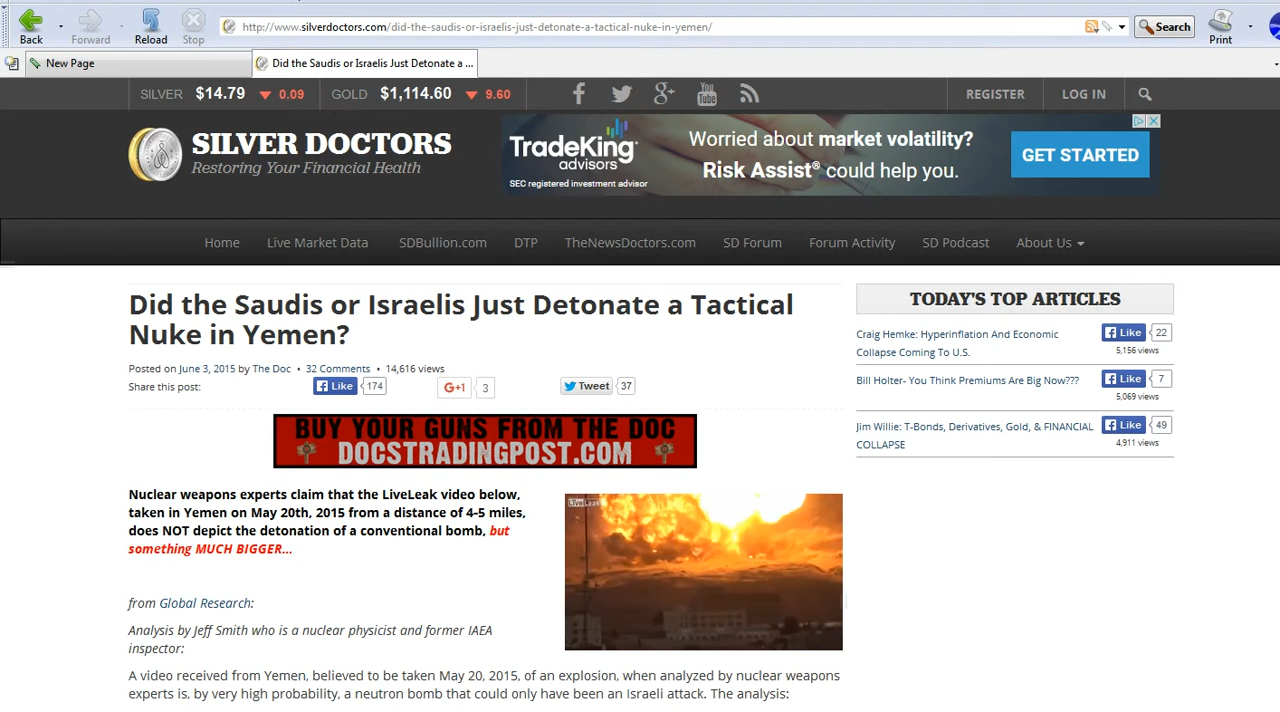 Back
Forward
Reload
Stop
http://www.silverdoctors.com/did-the-saudis-or-israelis-just-detonate-a-tactical-nuke-in-yemen/
Search
Print
New Page
Did the Saudis or Israelis Just Detonate a ...
SILVER $14.79 0.09
GOLD $1,114.60 9.60
REGISTER
LOG IN
SILVER DOCTORS
Restoring Your Financial Health
TradeKing
advisors
SEC registered investment advisor
Worried about market volatility?
Risk Assist® could help you.
GET STARTED
Home
Live Market Data
SDBullion.com
DTP
TheNewsDoctors.com
SD Forum
Forum Activity
SD Podcast
About Us
Did the Saudis or Israelis Just Detonate a Tactical
Nuke in Yemen?
Posted on June 3, 2015 by The Doc • 32 Comments • 14,616 views
Share this post:
Like 174
G+1 3
Tweet 37
BUY YOUR GUNS FROM THE DOC
DOCSTRADINGPOST.COM
Nuclear weapons experts claim that the LiveLeak video below,
taken in Yemen on May 20th, 2015 from a distance of 4-5 miles,
does NOT depict the detonation of a conventional bomb, but
something MUCH BIGGER...
LiveLeak
from Global Research:
Analysis by Jeff Smith who is a nuclear physicist and former IAEA
inspector:
A video received from Yemen, believed to be taken May 20, 2015, of an explosion, when analyzed by nuclear weapons
experts is, by very high probability, a neutron bomb that could only have been an Israeli attack. The analysis:
TODAY'S TOP ARTICLES
Craig Hemke: Hyperinflation And Economic
Collapse Coming To U.S.
Like 22
5,156 views
Bill Holter- You Think Premiums Are Big Now???
Like 7
5,069 views
Jim Willie: T-Bonds, Derivatives, Gold, & FINANCIAL
COLLAPSE
Like 49
4,911 views